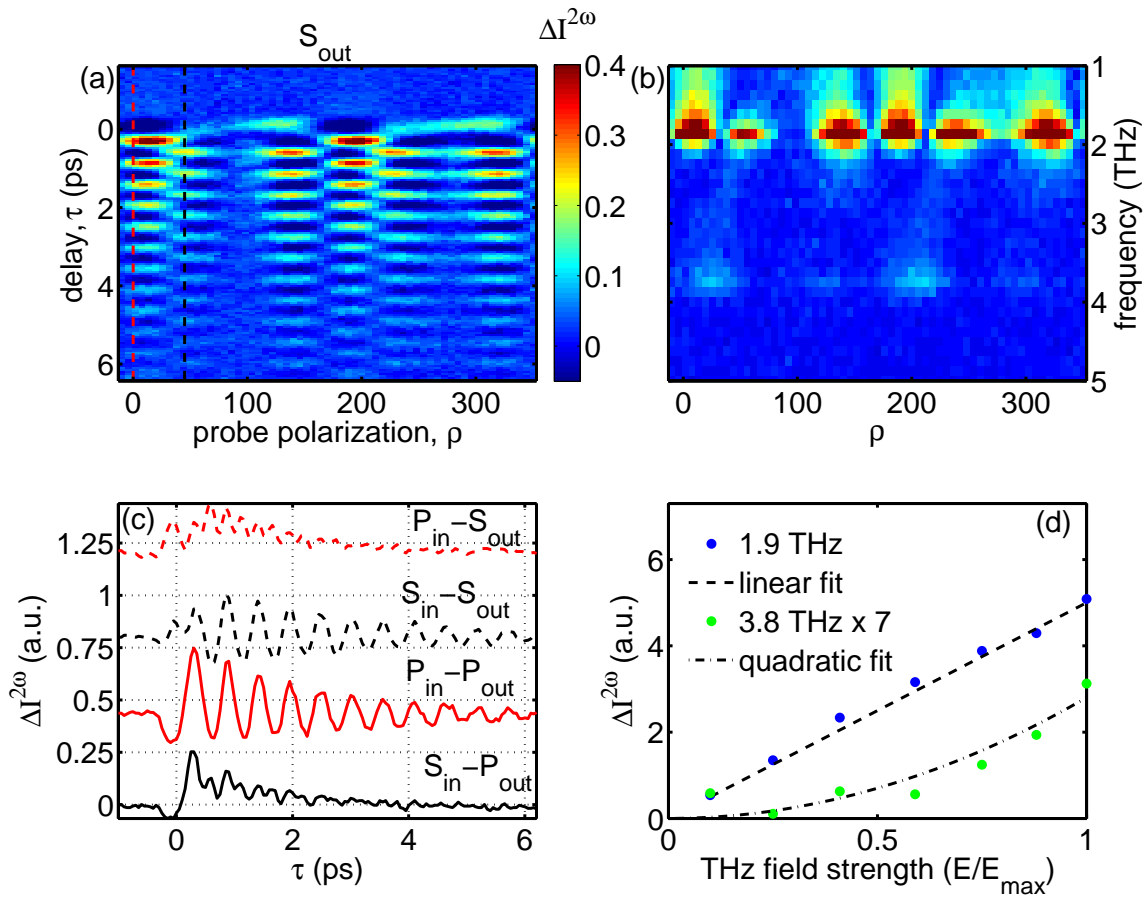 S_out
ΔI^2ω
(a)
0
2
4
6
delay, τ (ps)
0 100 200 300
probe polarization, ρ
0.4
0.3
0.2
0.1
0
(b)
1
2
3
4
5
frequency (THz)
0 100 200 300
ρ
(c)
P_in−S_out
S_in−S_out
P_in−P_out
S_in−P_out
1.25
1
0.75
0.5
0.25
0
ΔI^2ω (a.u.)
0 2 4 6
τ (ps)
(d)
1.9 THz
linear fit
3.8 THz x 7
quadratic fit
6
4
2
0
ΔI^2ω (a.u.)
0 0.5 1
THz field strength (E/E_max)